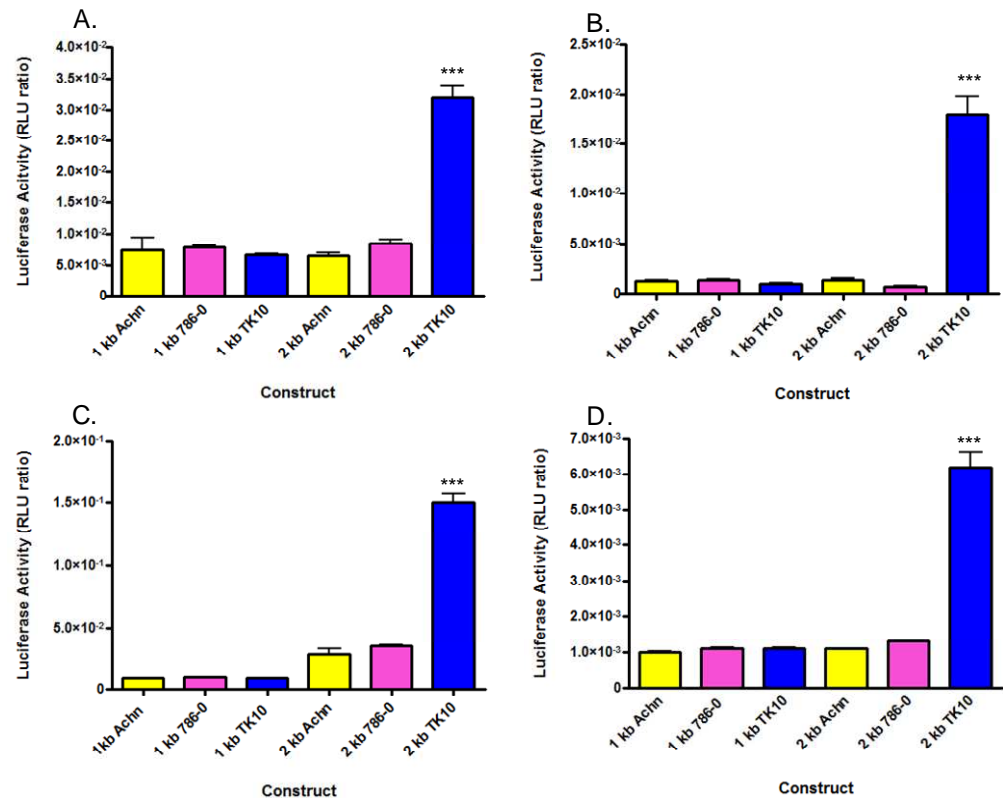 A.
Luciferase Acitvity (RLU ratio)
4.0×10⁻²
3.5×10⁻²
3.0×10⁻²
2.5×10⁻²
2.0×10⁻²
1.5×10⁻²
1.0×10⁻²
5.0×10⁻³
0
***
1 kb Achn
1 kb 786-0
1 kb TK10
2 kb Achn
2 kb 786-0
2 kb TK10
Construct
B.
Luciferase Activity (RLU ratio)
2.5×10⁻²
2.0×10⁻²
1.5×10⁻²
1.0×10⁻²
5.0×10⁻³
0
***
1 kb Achn
1 kb 786-0
1 kb TK10
2 kb Achn
2 kb 786-0
2 kb TK10
Construct
C.
Luciferase Activity (RLU ratio)
2.0×10⁻¹
1.5×10⁻¹
1.0×10⁻¹
5.0×10⁻²
0
***
1kb Achn
1 kb 786-0
1 kb TK10
2 kb Achn
2 kb 786-0
2 kb TK10
Construct
D.
Luciferase Activity (RLU ratio)
7.0×10⁻³
6.0×10⁻³
4.0×10⁻³
3.0×10⁻³
2.0×10⁻³
1.0×10⁻³
0
***
1 kb Achn
1 kb 786-0
1 kb TK10
2 kb Achn
2 kb 786-0
2 kb TK10
Construct